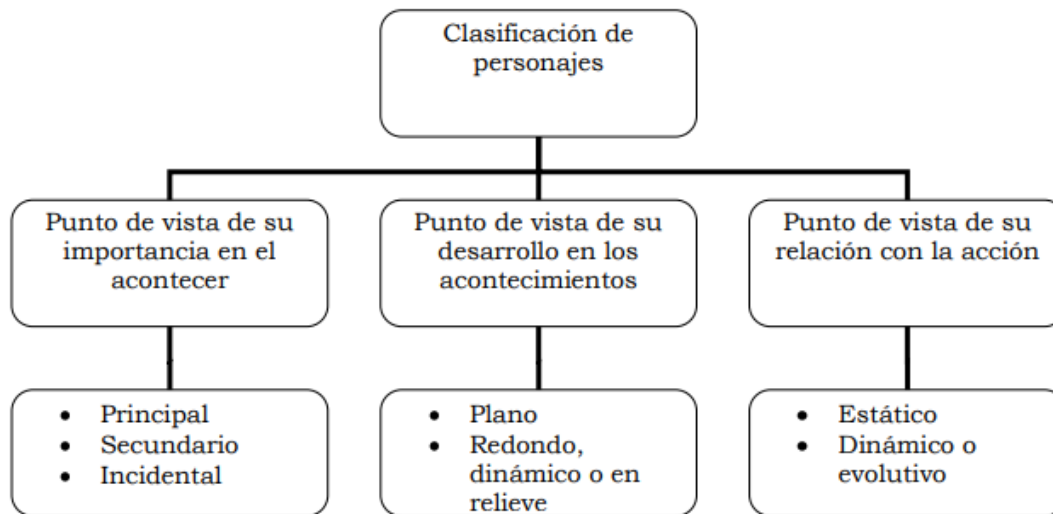 Clasificación de
personajes
Punto de vista de su
importancia en el
acontecer
Punto de vista de su
desarrollo en los
acontecimientos
Punto de vista de su
relación con la acción
• Principal
• Secundario
• Incidental
• Plano
• Redondo,
dinámico o en
relieve
• Estático
• Dinámico o
evolutivo